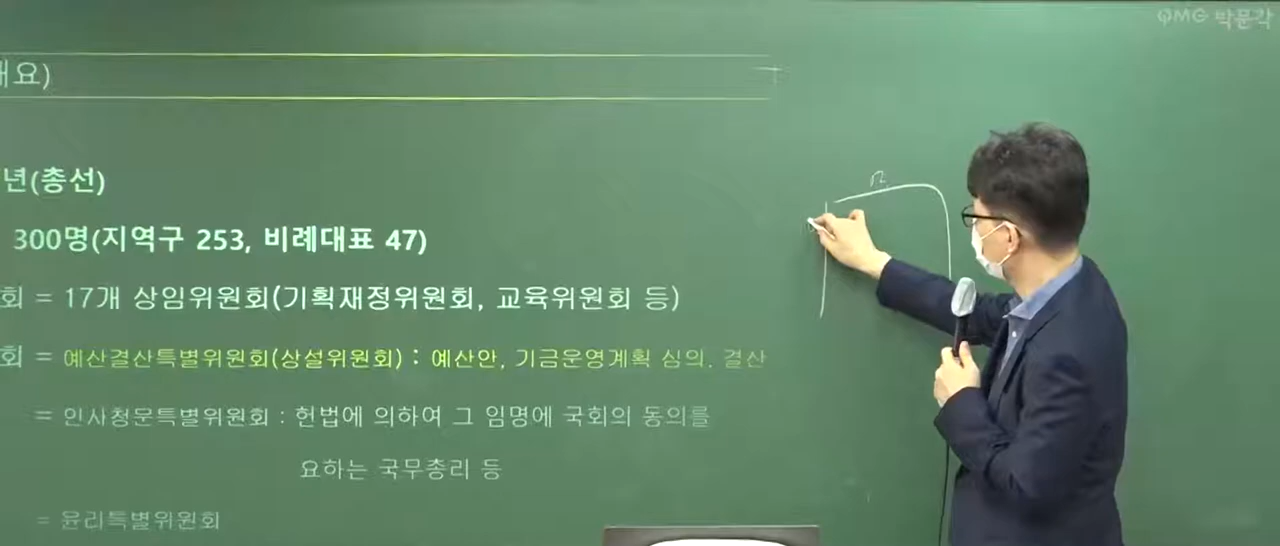 PMG 박문각
개요)
년(총선)
300명(지역구 253, 비례대표 47)
회 = 17개 상임위원회(기획재정위원회, 교육위원회 등)
회 = 예산결산특별위원회(상설위원회) : 예산안, 기금운영계획 심의. 결산
= 인사청문특별위원회 : 헌법에 의하여 그 임명에 국회의 동의를
요하는 국무총리 등
= 윤리특별위원회